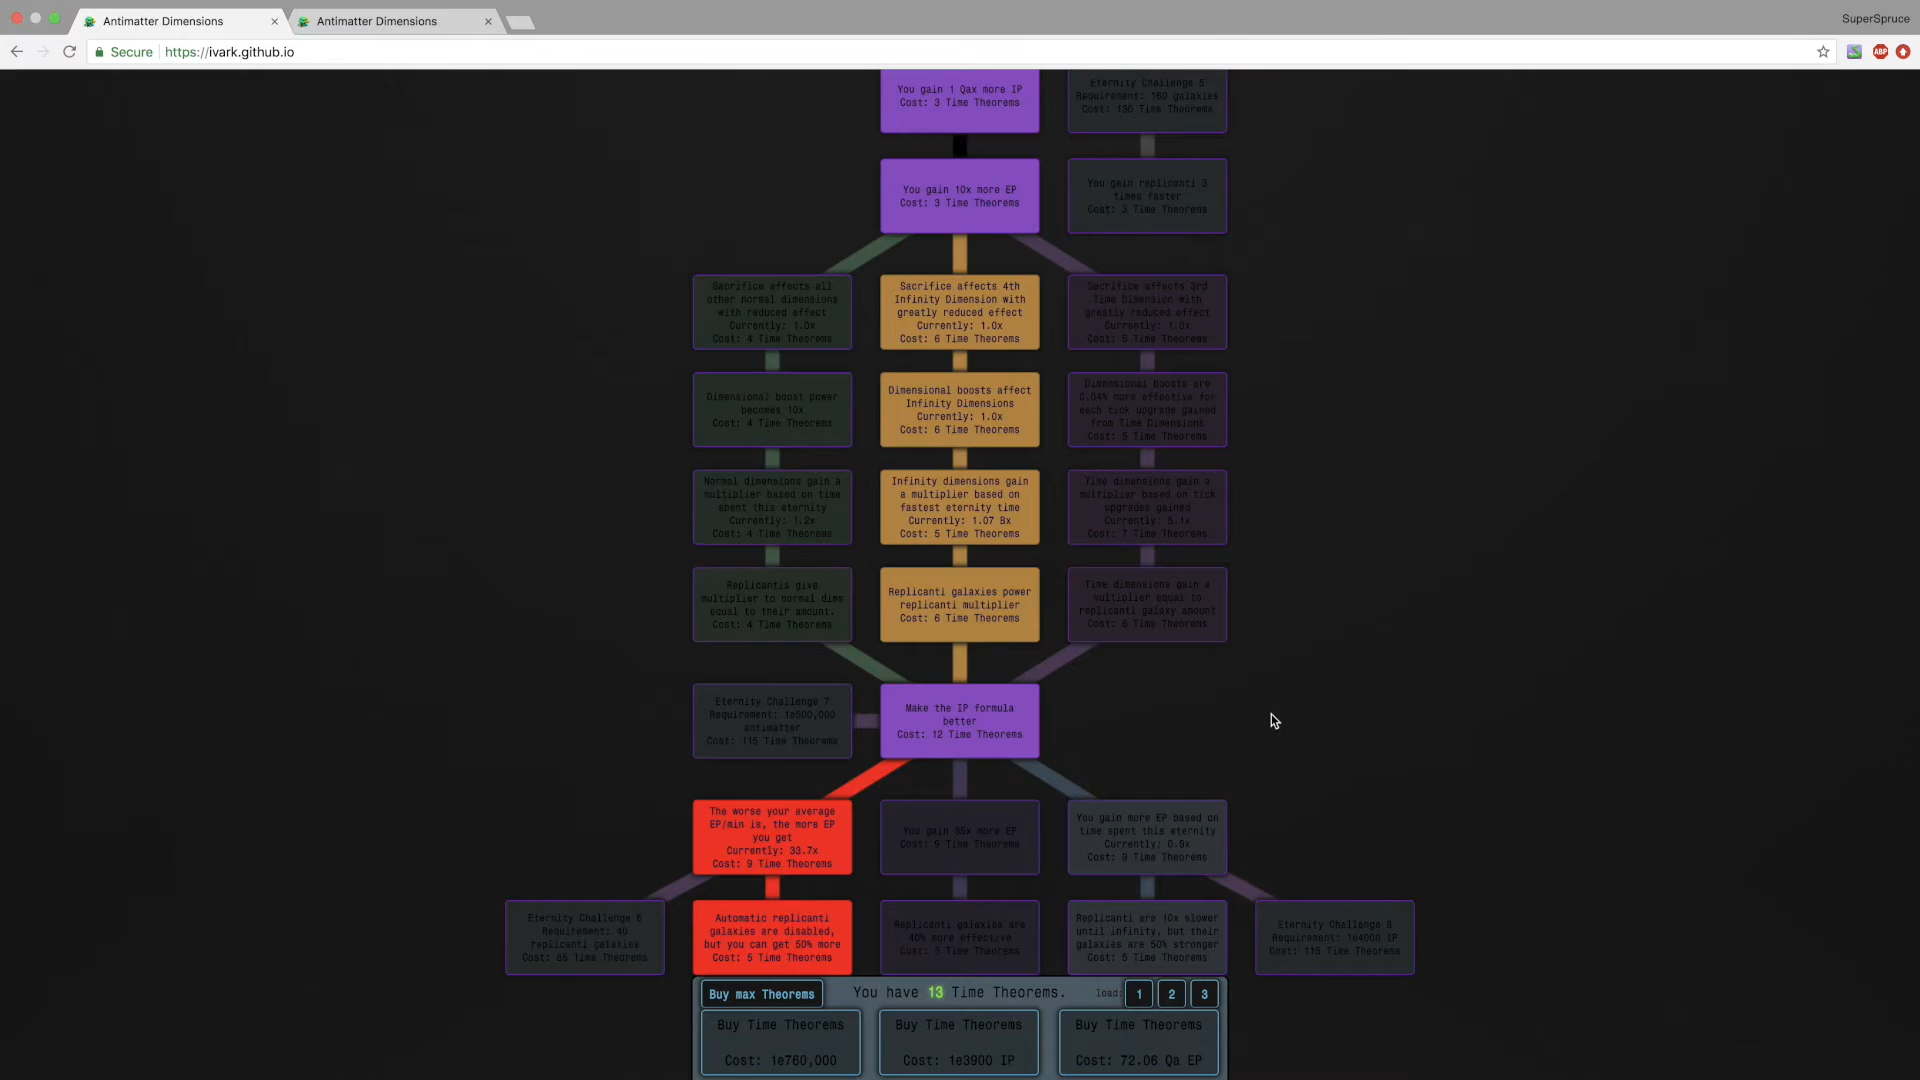 Antimatter Dimensions
Antimatter Dimensions
SuperSpruce
Secure
https://ivark.github.io
ABP
You gain 1 Qax more IP
Cost: 3 Time Theorems
Eternity Challenge 5
Requirement: 160 galaxies
Cost: 130 Time Theorems
You gain 10x more EP
Cost: 3 Time Theorems
You gain replicanti 3
times faster
Cost: 3 Time Theorems
Sacrifice affects all
other normal dimensions
with reduced effect
Currently: 1.0x
Cost: 4 Time Theorems
Sacrifice affects 4th
Infinity Dimension with
greatly reduced effect
Currently: 1.0x
Cost: 6 Time Theorems
Sacrifice affects 3rd
Time Dimension with
greatly reduced effect
Currently: 1.0x
Cost: 5 Time Theorems
Dimensional boost power
becomes 10x
Cost: 4 Time Theorems
Dimensional boosts affect
Infinity Dimensions
Currently: 1.0x
Cost: 6 Time Theorems
Dimensional boosts are
0.04% more effective for
each tick upgrade gained
from Time Dimensions
Cost: 5 Time Theorems
Normal dimensions gain a
multiplier based on time
spent this eternity
Currently: 1.2x
Cost: 4 Time Theorems
Infinity dimensions gain
a multiplier based on
fastest eternity time
Currently: 1.07 Bx
Cost: 5 Time Theorems
Time dimensions gain a
multiplier based on tick
upgrades gained
Currently: 5.1x
Cost: 7 Time Theorems
Replicantis give
multiplier to normal dims
equal to their amount.
Cost: 4 Time Theorems
Replicanti galaxies power
replicanti multiplier
Cost: 6 Time Theorems
Time dimensions gain a
multiplier equal to
replicanti galaxy amount
Cost: 6 Time Theorems
Eternity Challenge 7
Requirement: 1e500,000
antimatter
Cost: 115 Time Theorems
Make the IP formula
better
Cost: 12 Time Theorems
The worse your average
EP/min is, the more EP
you get
Currently: 33.7x
Cost: 9 Time Theorems
You gain 35x more EP
Cost: 9 Time Theorems
You gain more EP based on
time spent this eternity
Currently: 0.5x
Cost: 9 Time Theorems
Eternity Challenge 6
Requirement: 40
replicanti galaxies
Cost: 85 Time Theorems
Automatic replicanti
galaxies are disabled,
but you can get 50% more
Cost: 5 Time Theorems
Replicanti galaxies are
40% more effective
Cost: 5 Time Theorems
Replicanti are 10x slower
until infinity, but their
galaxies are 50% stronger
Cost: 5 Time Theorems
Eternity Challenge 8
Requirement: 1e4000 IP
Cost: 115 Time Theorems
Buy max Theorems
You have 13 Time Theorems.
load: 1 2 3
Buy Time Theorems
Cost: 1e760,000
Buy Time Theorems
Cost: 1e3900 IP
Buy Time Theorems
Cost: 72.06 Qa EP